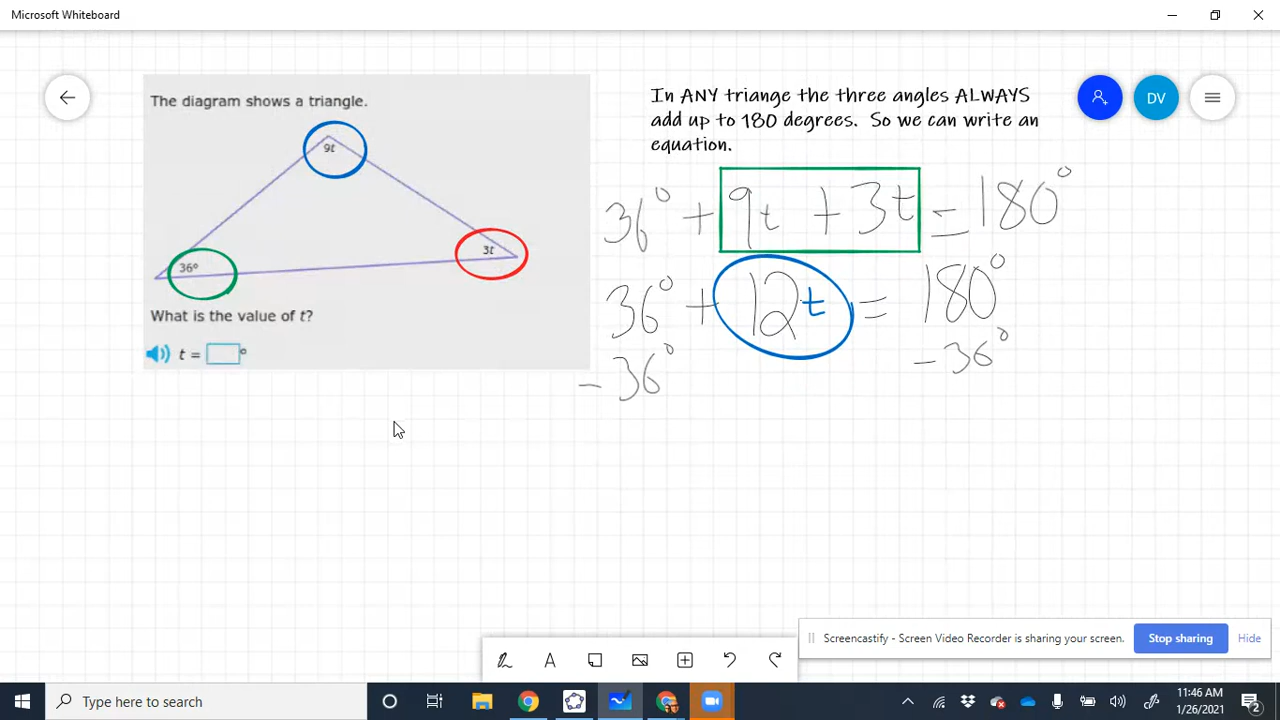 Microsoft Whiteboard
The diagram shows a triangle.
9t
36°
3t
What is the value of t?
t = °
In ANY triange the three angles ALWAYS
add up to 180 degrees. So we can write an
equation.
36° + 9t + 3t = 180°
36° + 12t = 180°
- 36° - 36°
DV
Screencastify - Screen Video Recorder is sharing your screen.
Stop sharing
Hide
A
Type here to search
11:46 AM
1/26/2021
2